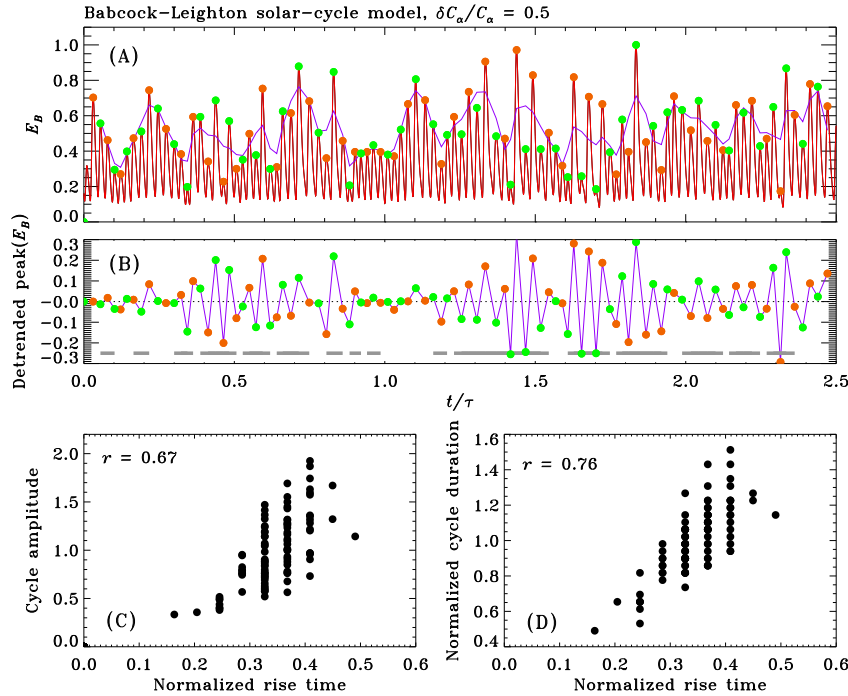 Babcock-Leighton solar-cycle model, δCα/Cα = 0.5
(A)
E_B
1.0
0.8
0.6
0.4
0.2
0.0
(B)
Detrended peak(E_B)
0.3
0.2
0.1
-0.0
-0.1
-0.2
-0.3
0.0 0.5 1.0 1.5 2.0 2.5
t/τ
r = 0.67
(C)
Cycle amplitude
2.0
1.5
1.0
0.5
0.0
0.0 0.1 0.2 0.3 0.4 0.5 0.6
Normalized rise time
r = 0.76
(D)
Normalized cycle duration
1.6
1.4
1.2
1.0
0.8
0.6
0.4
0.0 0.1 0.2 0.3 0.4 0.5 0.6
Normalized rise time